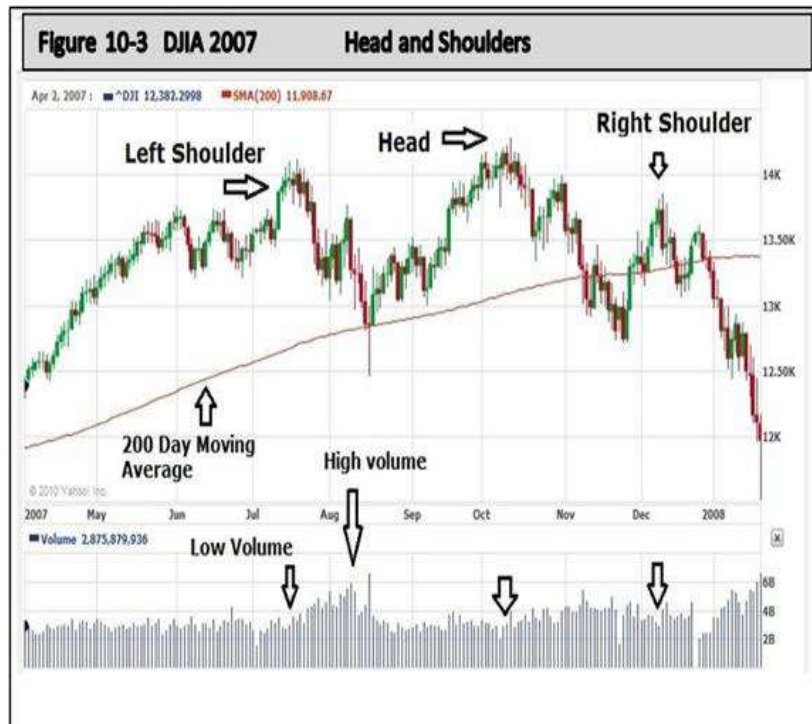 Figure 10-3 DJIA 2007 Head and Shoulders
Apr 2, 2007 : ^DJI 12,382.2998 SMA(200) 11,908.67
Left Shoulder
Head
Right Shoulder
14K
13.50K
13K
12.50K
12K
200 Day Moving
Average
High volume
© 2010 Yahoo! Inc.
2007 May Jun Jul Aug Sep Oct Nov Dec 2008
Volume 2,875,879,936
x
Low Volume
6B
4B
2B